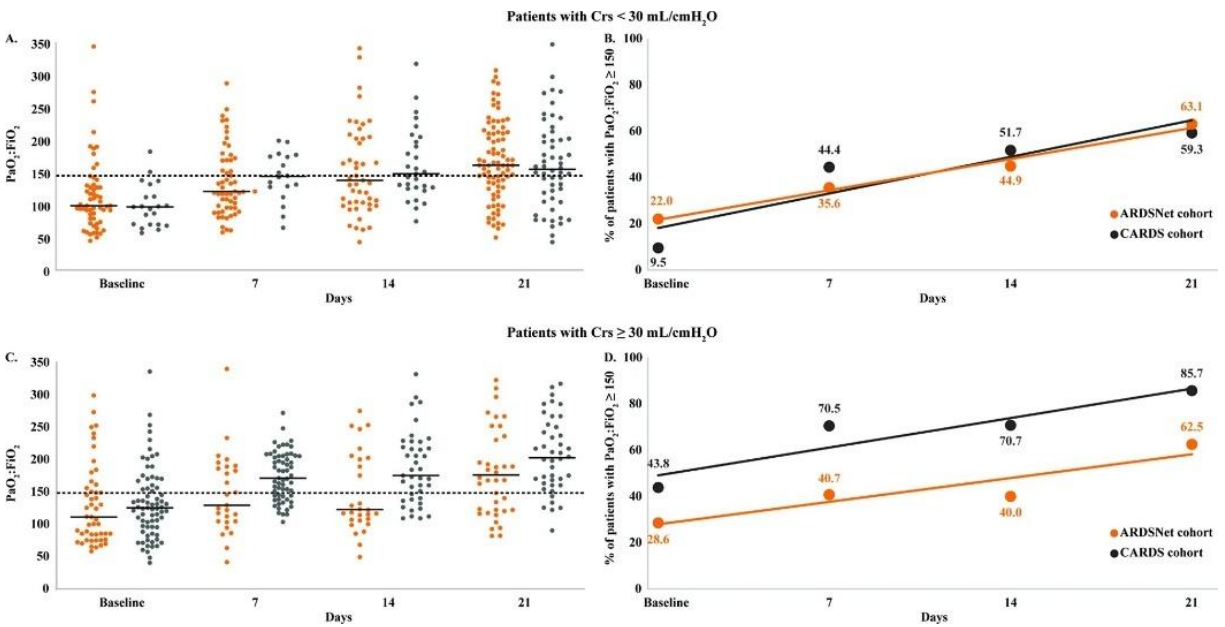 Patients with Crs < 30 mL/cmH₂O
A.
PaO₂:FiO₂
350
300
250
200
150
100
50
0
Baseline
7
14
21
Days
B.
% of patients with PaO₂:FiO₂ ≥ 150
100
80
60
40
20
0
22.0
9.5
44.4
35.6
51.7
44.9
63.1
59.3
ARDSNet cohort
CARDS cohort
Baseline
7
14
21
Days
Patients with Crs ≥ 30 mL/cmH₂O
C.
PaO₂:FiO₂
350
300
250
200
150
100
50
0
Baseline
7
14
21
Days
D.
% of patients with PaO₂:FiO₂ ≥ 150
100
80
60
40
20
0
43.8
28.6
70.5
40.7
70.7
40.0
85.7
62.5
ARDSNet cohort
CARDS cohort
Baseline
7
14
21
Days